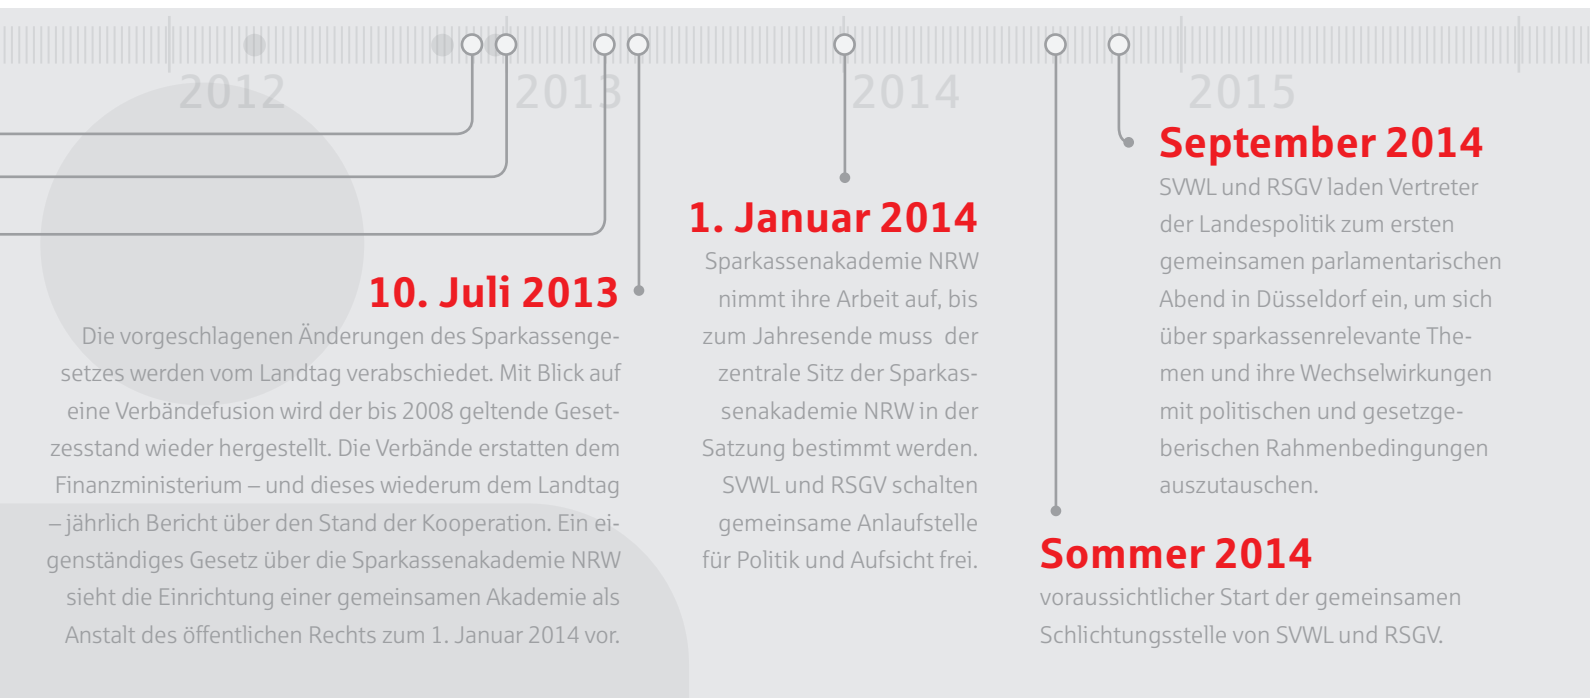 2012
2013
2014
2015
10. Juli 2013
Die vorgeschlagenen Änderungen des Sparkassenge-
setzes werden vom Landtag verabschiedet. Mit Blick auf
eine Verbändefusion wird der bis 2008 geltende Geset-
zesstand wieder hergestellt. Die Verbände erstatten dem
Finanzministerium – und dieses wiederum dem Landtag
– jährlich Bericht über den Stand der Kooperation. Ein ei-
genständiges Gesetz über die Sparkassenakademie NRW
sieht die Einrichtung einer gemeinsamen Akademie als
Anstalt des öffentlichen Rechts zum 1. Januar 2014 vor.
1. Januar 2014
Sparkassenakademie NRW
nimmt ihre Arbeit auf, bis
zum Jahresende muss der
zentrale Sitz der Sparkas-
senakademie NRW in der
Satzung bestimmt werden.
SVWL und RSGV schalten
gemeinsame Anlaufstelle
für Politik und Aufsicht frei.
Sommer 2014
voraussichtlicher Start der gemeinsamen
Schlichtungsstelle von SVWL und RSGV.
September 2014
SVWL und RSGV laden Vertreter
der Landespolitik zum ersten
gemeinsamen parlamentarischen
Abend in Düsseldorf ein, um sich
über sparkassenrelevante The-
men und ihre Wechselwirkungen
mit politischen und gesetzge-
berischen Rahmenbedingungen
auszutauschen.